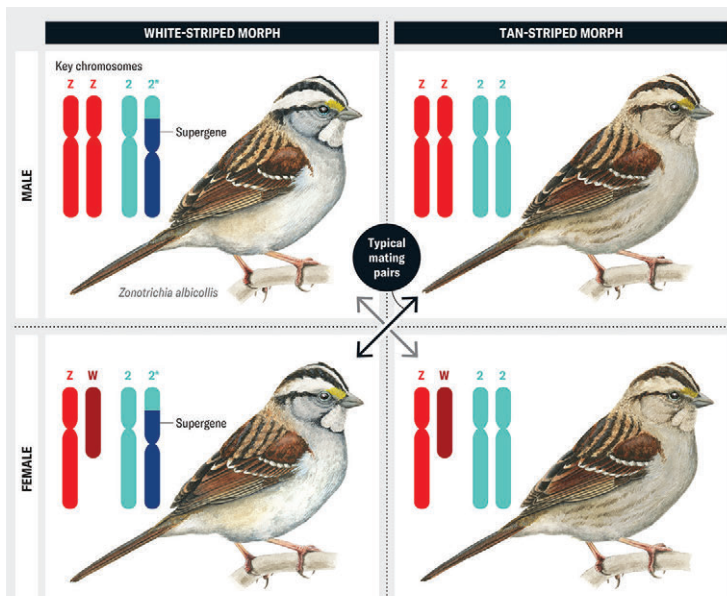 WHITE-STRIPED MORPH
TAN-STRIPED MORPH
MALE
Key chromosomes
Z Z 2 2*
Supergene
Zonotrichia albicollis
Z Z 2 2
Typical
mating
pairs
FEMALE
Z W 2 2*
Supergene
Z W 2 2